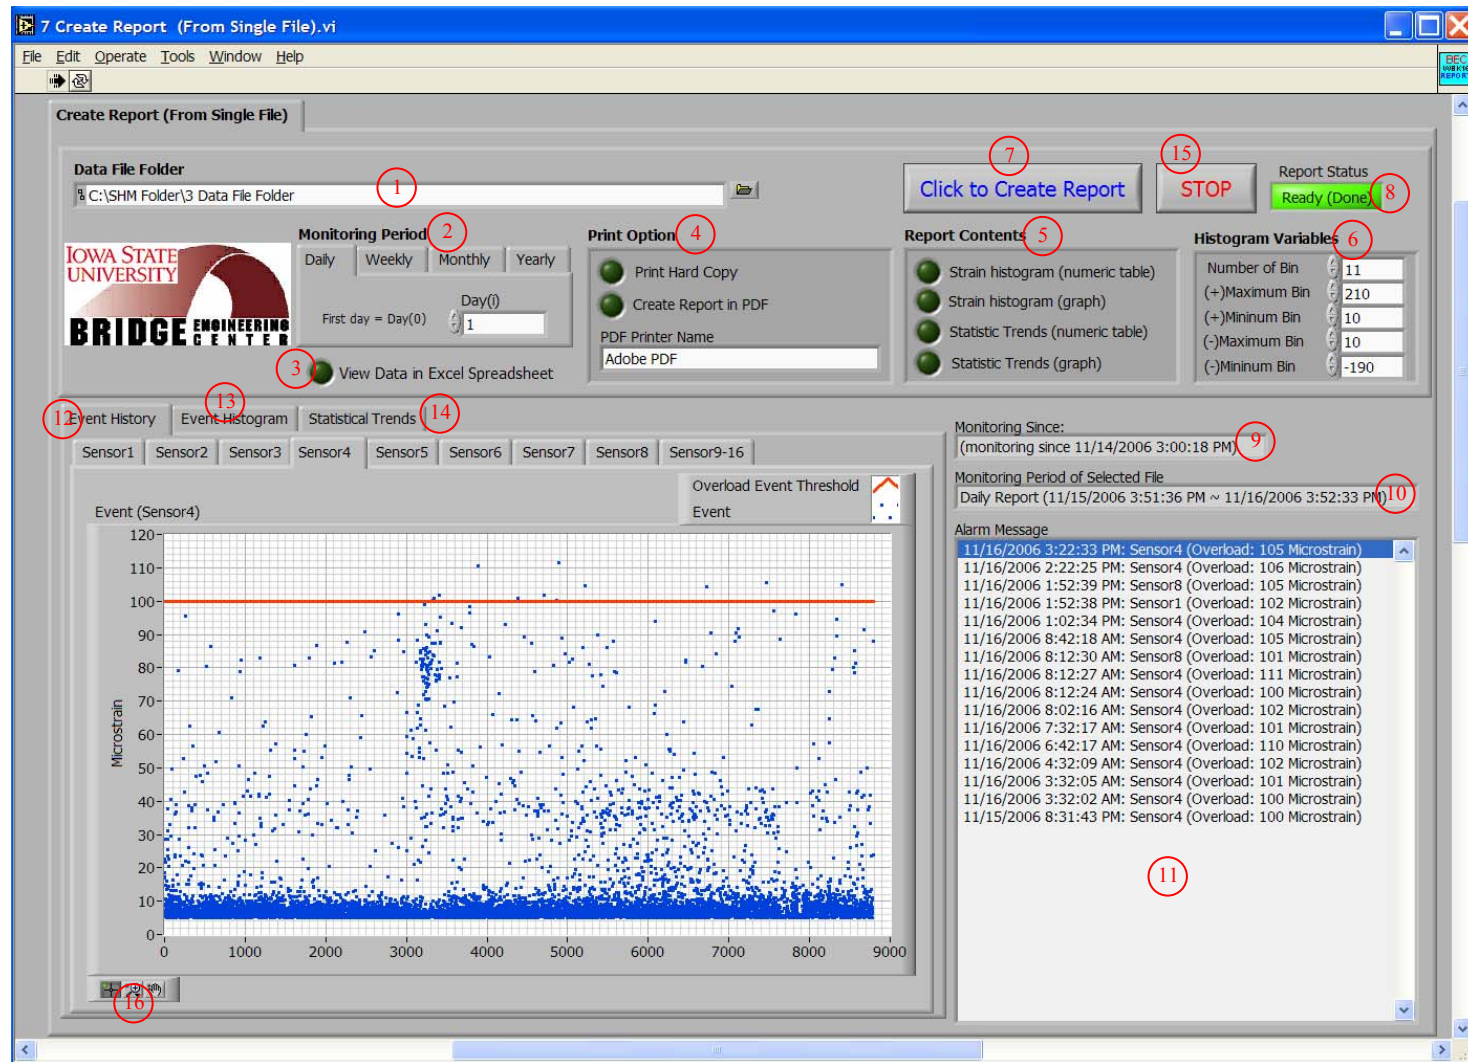 7 Create Report  (From Single File).vi
File Edit Operate Tools Window Help
BEC
REPORT
Create Report (From Single File)
Data File Folder
C:\SHM Folder\3 Data File Folder
1
7
Click to Create Report
15
STOP
Report Status
Ready (Done)
8
IOWA STATE
UNIVERSITY
BRIDGE ENGINEERING
CENTER
Monitoring Period
2
Daily Weekly Monthly Yearly
Day(i)
First day = Day(0)
1
3
View Data in Excel Spreadsheet
Print Option
4
Print Hard Copy
Create Report in PDF
PDF Printer Name
Adobe PDF
Report Contents
5
Strain histogram (numeric table)
Strain histogram (graph)
Statistic Trends (numeric table)
Statistic Trends (graph)
Histogram Variables
6
Number of Bin 11
(+)Maximum Bin 210
(+)Mininum Bin 10
(-)Maximum Bin 10
(-)Mininum Bin -190
12
Event History
13
Event Histogram
Statistical Trends
14
Sensor1 Sensor2 Sensor3 Sensor4 Sensor5 Sensor6 Sensor7 Sensor8 Sensor9-16
Overload Event Threshold
Event
Event (Sensor4)
120
110
100
90
80
70
60
50
40
30
20
10
0
Microstrain
0 1000 2000 3000 4000 5000 6000 7000 8000 9000
16
Monitoring Since:
(monitoring since 11/14/2006 3:00:18 PM)
9
Monitoring Period of Selected File
Daily Report (11/15/2006 3:51:36 PM ~ 11/16/2006 3:52:33 PM)
10
Alarm Message
11/16/2006 3:22:33 PM: Sensor4 (Overload: 105 Microstrain)
11/16/2006 2:22:25 PM: Sensor4 (Overload: 106 Microstrain)
11/16/2006 1:52:39 PM: Sensor8 (Overload: 105 Microstrain)
11/16/2006 1:52:38 PM: Sensor1 (Overload: 102 Microstrain)
11/16/2006 1:02:34 PM: Sensor4 (Overload: 104 Microstrain)
11/16/2006 8:42:18 AM: Sensor4 (Overload: 105 Microstrain)
11/16/2006 8:12:30 AM: Sensor8 (Overload: 101 Microstrain)
11/16/2006 8:12:27 AM: Sensor4 (Overload: 111 Microstrain)
11/16/2006 8:12:24 AM: Sensor4 (Overload: 100 Microstrain)
11/16/2006 8:02:16 AM: Sensor4 (Overload: 102 Microstrain)
11/16/2006 7:32:17 AM: Sensor4 (Overload: 101 Microstrain)
11/16/2006 6:42:17 AM: Sensor4 (Overload: 110 Microstrain)
11/16/2006 4:32:09 AM: Sensor4 (Overload: 102 Microstrain)
11/16/2006 3:32:05 AM: Sensor4 (Overload: 101 Microstrain)
11/16/2006 3:32:02 AM: Sensor4 (Overload: 100 Microstrain)
11/15/2006 8:31:43 PM: Sensor4 (Overload: 100 Microstrain)
11